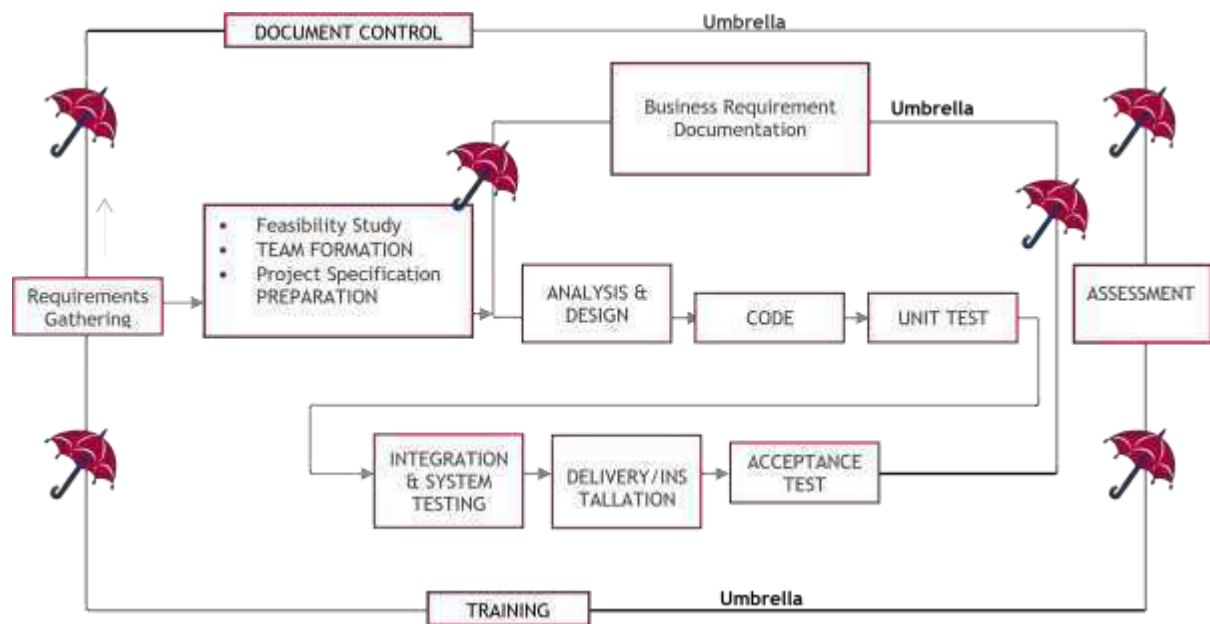 DOCUMENT CONTROL
Umbrella
Business Requirement
Documentation
Umbrella
• Feasibility Study
• TEAM FORMATION
• Project Specification
PREPARATION
Requirements
Gathering
ANALYSIS &
DESIGN
CODE
UNIT TEST
ASSESSMENT
INTEGRATION
& SYSTEM
TESTING
DELIVERY/INS
TALLATION
ACCEPTANCE
TEST
TRAINING
Umbrella